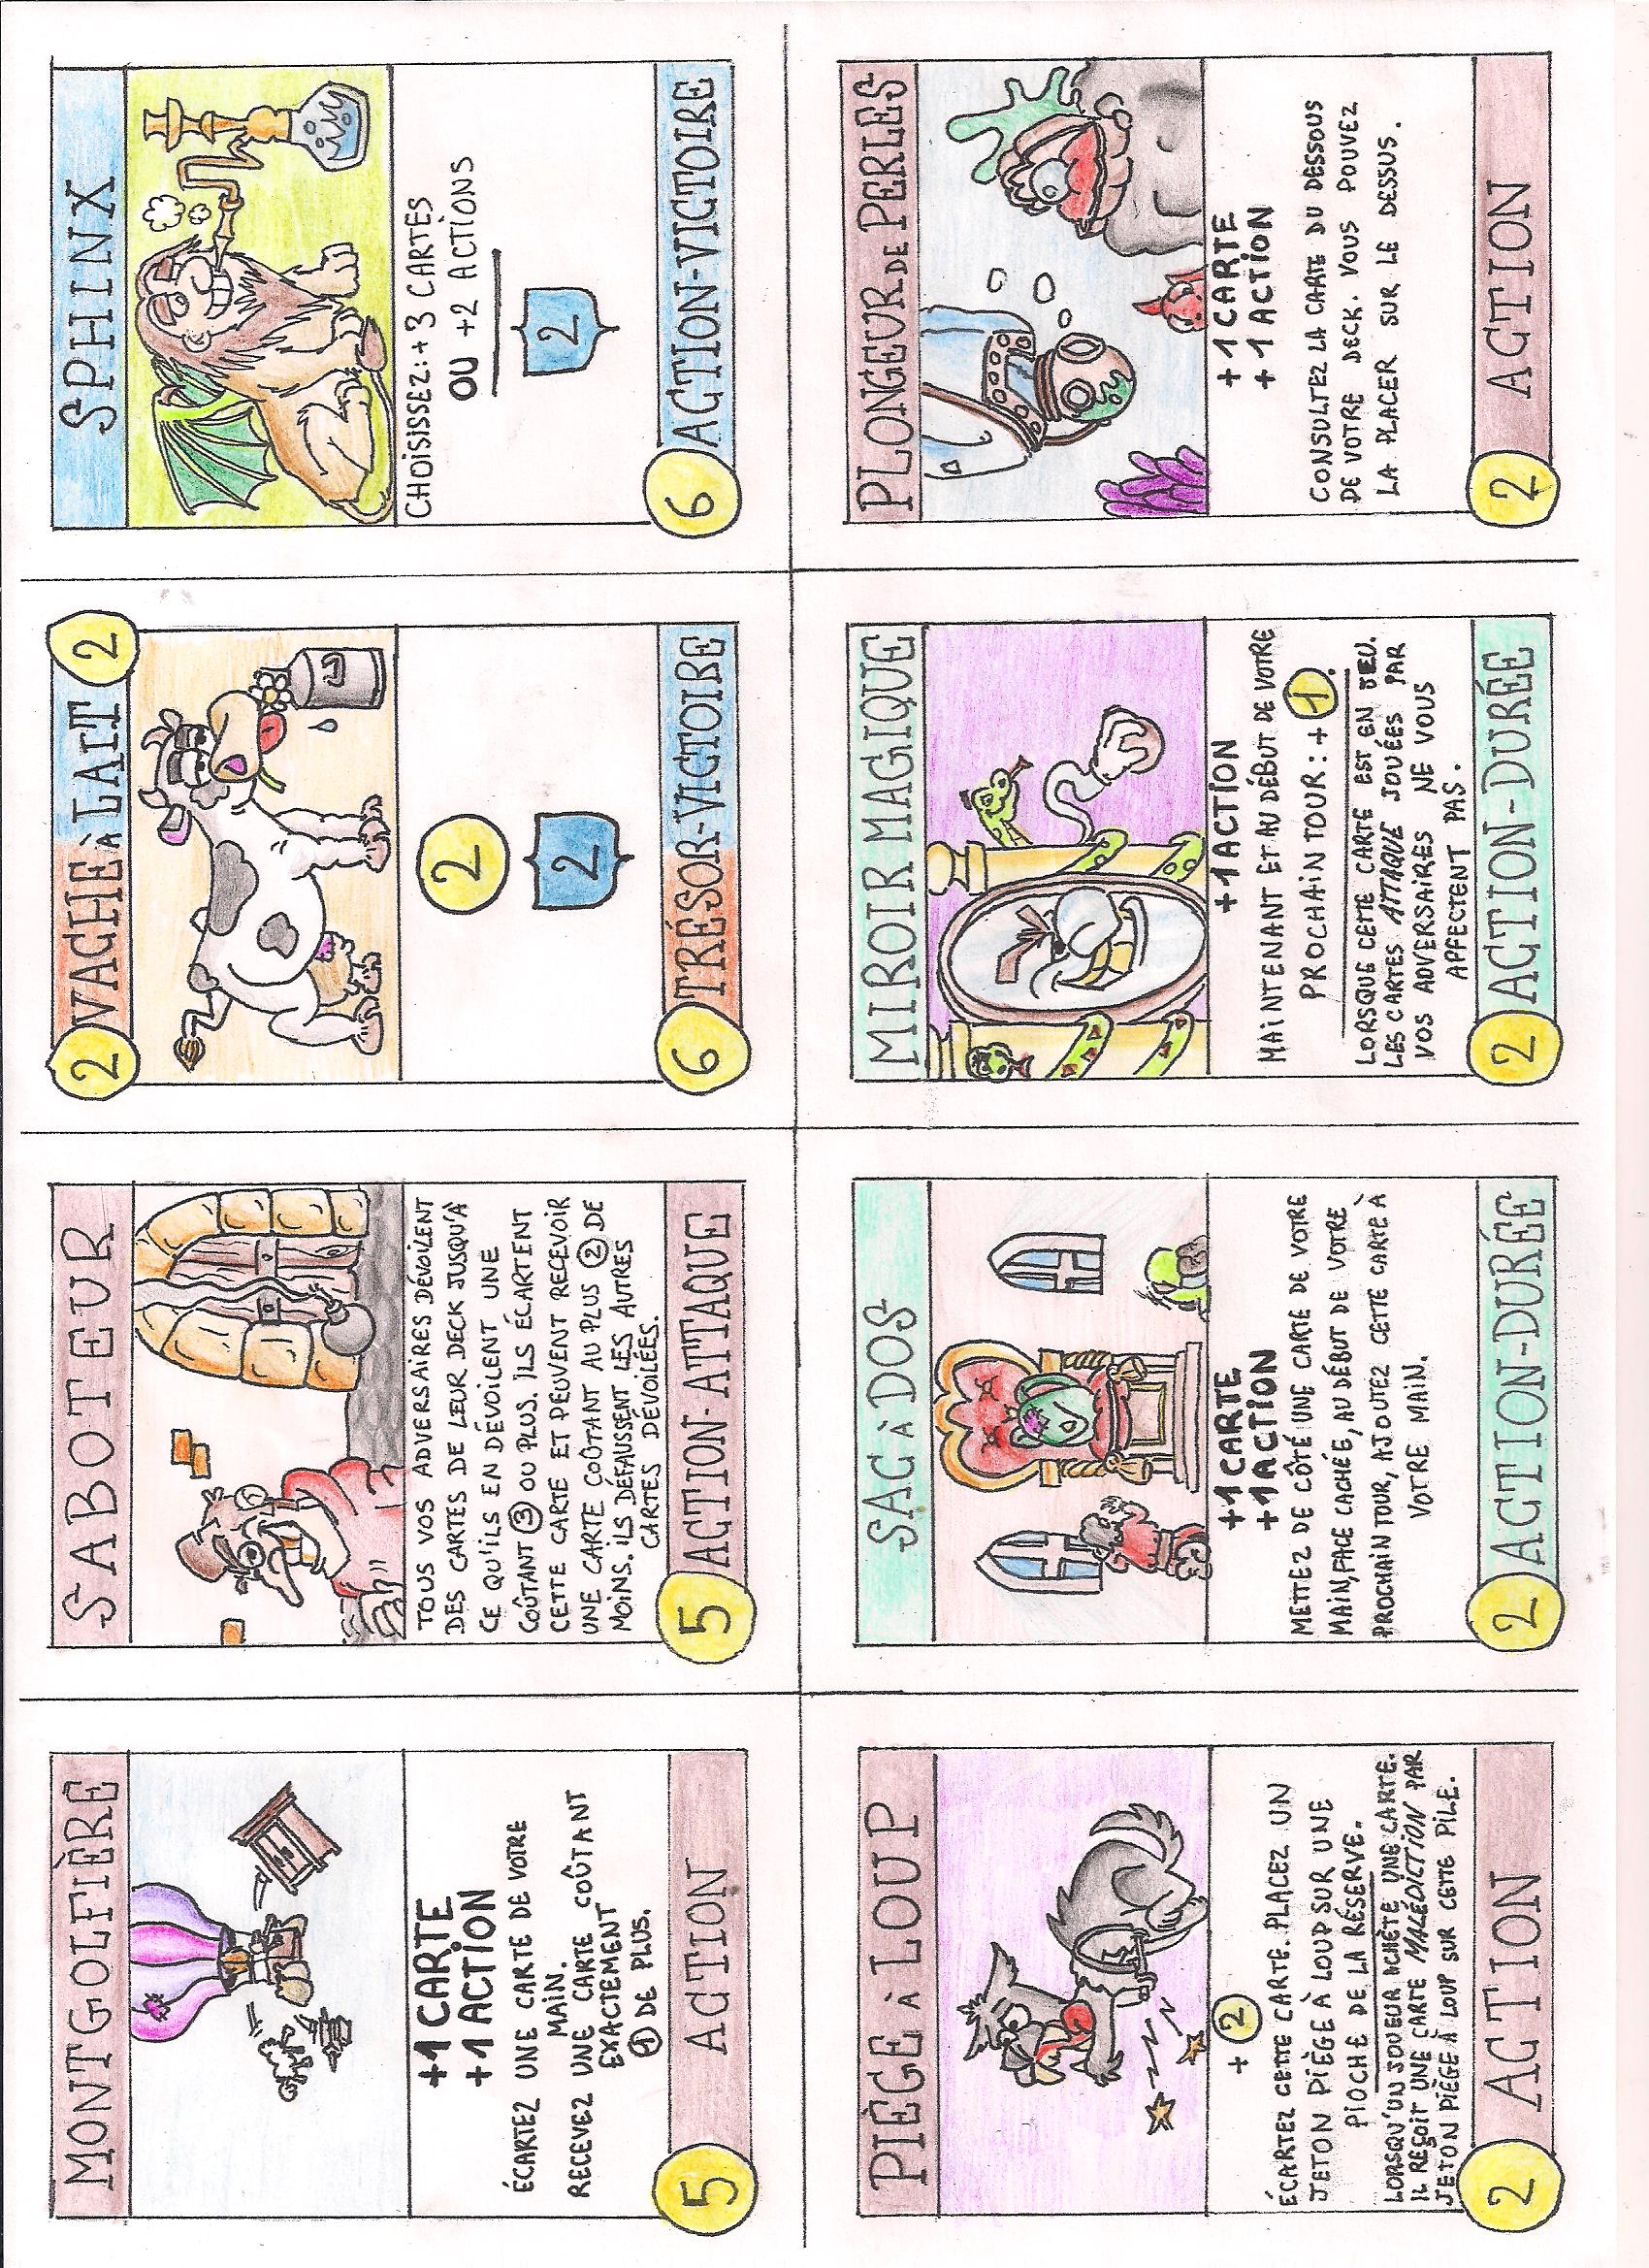 MONTGOLFIÈRE
+1 CARTE
+1 ACTION
ÉCARTEZ UNE CARTE DE VOTRE
MAIN.
RECEVEZ UNE CARTE COÛTANT
EXACTEMENT
1 DE PLUS.
5 ACTION
SABOTEUR
TOUS VOS ADVERSAIRES DÉVOILENT
DES CARTES DE LEUR DECK JUSQU'À
CE QU'ILS EN DÉVOILENT UNE
COÛTANT 3 OU PLUS. ILS ÉCARTENT
CETTE CARTE ET PEUVENT RECEVOIR
UNE CARTE COÛTANT AU PLUS 2 DE
MOINS. ILS DÉFAUSSENT LES AUTRES
CARTES DÉVOILÉES.
5 ACTION-ATTAQUE
2 VACHE À LAIT 2
2
2
6 TRÉSOR-VICTOIRE
SPHINX
CHOISISSEZ: + 3 CARTES
OU +2 ACTIONS
2
6 ACTION-VICTOIRE
PIÈGE À LOUP
+ 2
ÉCARTEZ CETTE CARTE. PLACEZ UN
JETON PIÈGE À LOUP SUR UNE
PIOCHE DE LA RÉSERVE.
LORSQU'UN JOUEUR ACHÈTE UNE CARTE.
IL REÇOIT UNE CARTE MALÉDICTION PAR
JETON PIÈGE À LOUP SUR CETTE PILE.
2 ACTION
SAC À DOS
+1 CARTE
+1 ACTION
METTEZ DE CÔTÉ UNE CARTE DE VOTRE
MAIN, FACE CACHÉ, AU DÉBUT DE VOTRE
PROCHAIN TOUR, AJOUTEZ CETTE CARTE À
VOTRE MAIN.
2 ACTION-DURÉE
MIROIR MAGIQUE
+1 ACTION
MAINTENANT ET AU DÉBUT DE VOTRE
PROCHAIN TOUR : + 1.
LORSQUE CETTE CARTE EST EN JEU.
LES CARTES ATTAQUE JOUÉES PAR
VOS ADVERSAIRES NE VOUS
AFFECTENT PAS.
2 ACTION-DURÉE
PLONGEUR DE PERLES
+1 CARTE
+1 ACTION
CONSULTEZ LA CARTE DU DESSOUS
DE VOTRE DECK. VOUS POUVEZ
LA PLACER SUR LE DESSUS.
2 ACTION